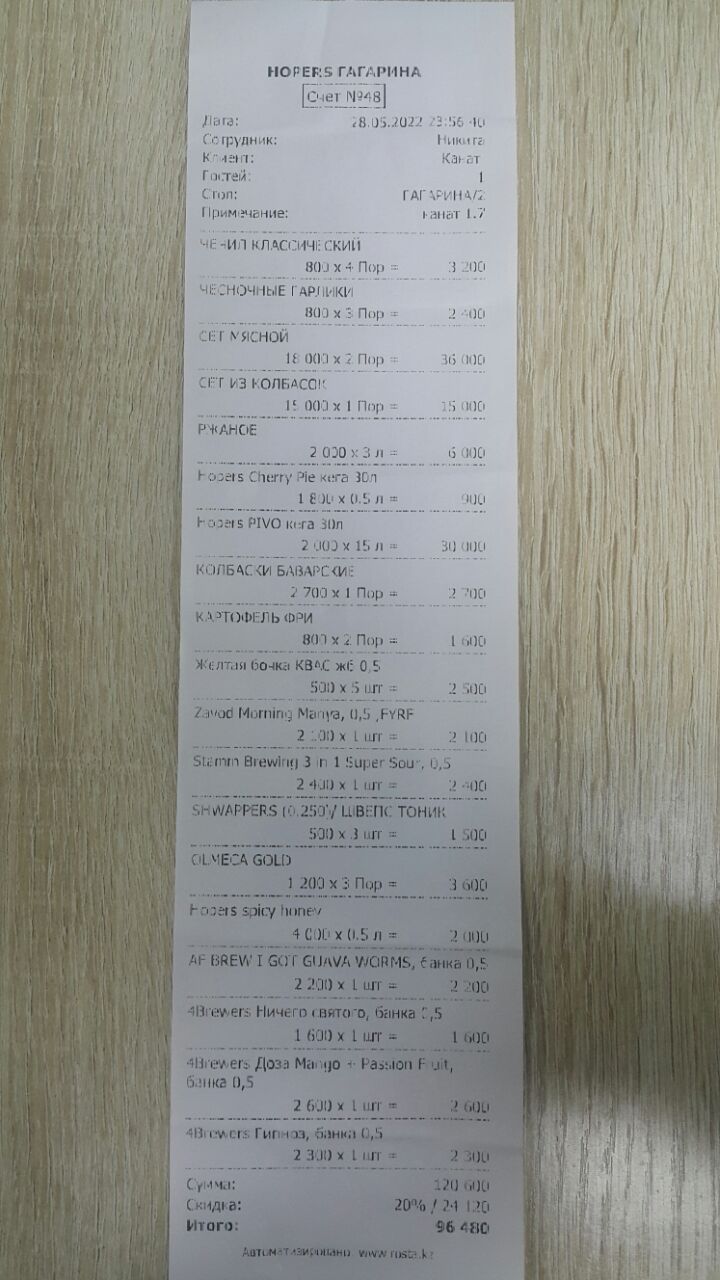 HOPERS ГАГАРИНА
Счет №48
Дата: 28.05.2022 23:56:40
Сотрудник: Никита
Клиент: Канат
Гостей: 1
Стол: ГАГАРИНА/2
Примечание: канат 1.7
ЧЕЧИЛ КЛАССИЧЕСКИЙ
800 x 4 Пор = 3 200
ЧЕСНОЧНЫЕ ГАРЛИКИ
800 x 3 Пор = 2 400
СЕТ МЯСНОЙ
18 000 x 2 Пор = 36 000
СЕТ ИЗ КОЛБАСОК
15 000 x 1 Пор = 15 000
РЖАНОЕ
2 000 x 3 л = 6 000
Hopers Cherry Pie кега 30л
1 800 x 0.5 л = 900
Hopers PIVO кега 30л
2 000 x 15 л = 30 000
КОЛБАСКИ БАВАРСКИЕ
2 700 x 1 Пор = 2 700
КАРТОФЕЛЬ ФРИ
800 x 2 Пор = 1 600
Желтая бочка КВАС жб 0,5
500 x 5 шт = 2 500
Zavod Morning Manya, 0,5 ,FYRF
2 100 x 1 шт = 2 100
Stamm Brewing 3 in 1 Super Sour, 0,5
2 400 x 1 шт = 2 400
SHWAPPERS (0.250)/ ШВЕПС ТОНИК
500 x 3 шт = 1 500
OLMECA GOLD
1 200 x 3 Пор = 3 600
Hopers spicy honey
4 000 x 0.5 л = 2 000
AF BREW I GOT GUAVA WORMS, банка 0,5
2 200 x 1 шт = 2 200
4Brewers Ничего святого, банка 0,5
1 600 x 1 шт = 1 600
4Brewers Доза Mango + Passion Fruit,
банка 0,5
2 600 x 1 шт = 2 600
4Brewers Гипноз, банка 0,5
2 300 x 1 шт = 2 300
Сумма: 120 600
Скидка: 20% / 24 120
Итого: 96 480
Автоматизировано: www.rosta.kz